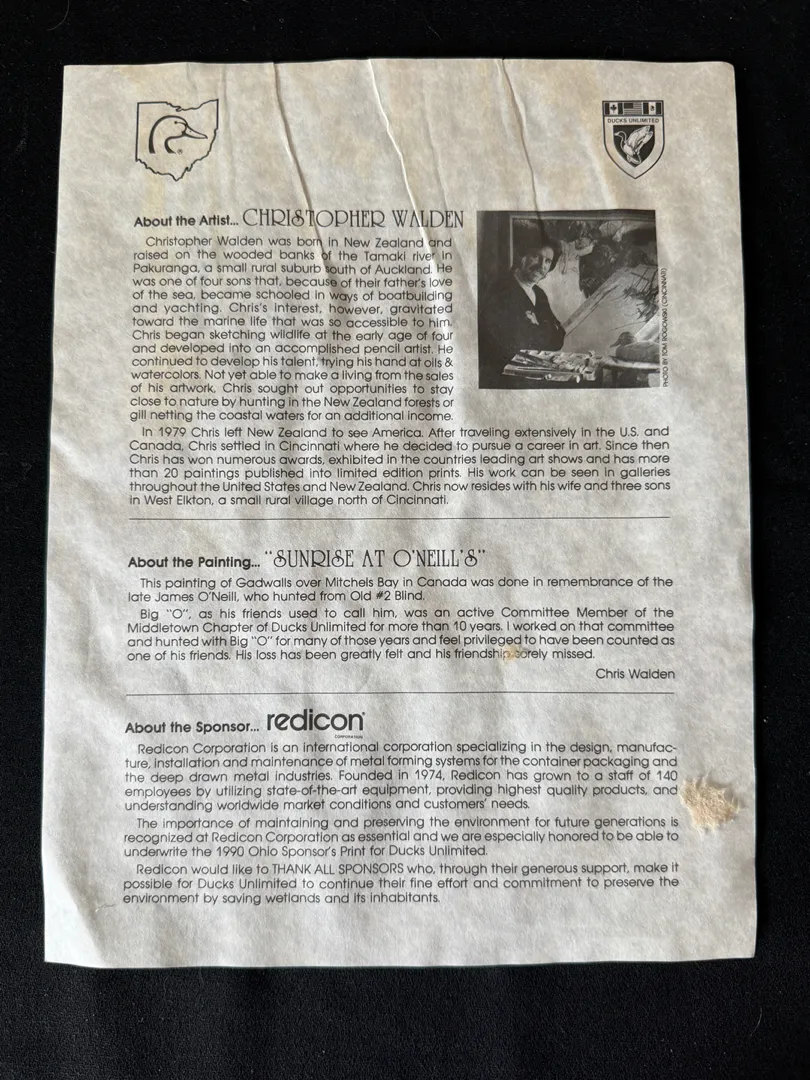 DUCKS UNLIMITED
About the Artist... CHRISTOPHER WALDEN
Christopher Walden was born in New Zealand and
raised on the wooded banks of the Tamaki river in
Pakuranga, a small rural suburb south of Auckland. He
was one of four sons that, because of their father's love
of the sea, became schooled in ways of boatbuilding
and yachting. Chris's interest, however, gravitated
toward the marine life that was so accessible to him.
Chris began sketching wildlife at the early age of four
and developed into an accomplished pencil artist. He
continued to develop his talent, trying his hand at oils &
watercolors. Not yet able to make a living from the sales
of his artwork, Chris sought out opportunities to stay
close to nature by hunting in the New Zealand forests or
gill netting the coastal waters for an additional income.
PHOTO BY TOM ROGOWSKI (CINCINNATI)
In 1979 Chris left New Zealand to see America. After traveling extensively in the U.S. and
Canada, Chris settled in Cincinnati where he decided to pursue a career in art. Since then
Chris has won numerous awards, exhibited in the countries leading art shows and has more
than 20 paintings published into limited edition prints. His work can be seen in galleries
throughout the United States and New Zealand. Chris now resides with his wife and three sons
in West Elkton, a small rural village north of Cincinnati.
About the Painting... "SUNRISE AT O'NEILL'S"
This painting of Gadwalls over Mitchels Bay in Canada was done in remembrance of the
late James O'Neill, who hunted from Old #2 Blind.
Big "O", as his friends used to call him, was an active Committee Member of the
Middletown Chapter of Ducks Unlimited for more than 10 years. I worked on that committee
and hunted with Big "O" for many of those years and feel privileged to have been counted as
one of his friends. His loss has been greatly felt and his friendship sorely missed.
Chris Walden
About the Sponsor... redicon
CORPORATION
Redicon Corporation is an international corporation specializing in the design, manufac-
ture, installation and maintenance of metal forming systems for the container packaging and
the deep drawn metal industries. Founded in 1974, Redicon has grown to a staff of 140
employees by utilizing state-of-the-art equipment, providing highest quality products, and
understanding worldwide market conditions and customers' needs.
The importance of maintaining and preserving the environment for future generations is
recognized at Redicon Corporation as essential and we are especially honored to be able to
underwrite the 1990 Ohio Sponsor's Print for Ducks Unlimited.
Redicon would like to THANK ALL SPONSORS who, through their generous support, make it
possible for Ducks Unlimited to continue their fine effort and commitment to preserve the
environment by saving wetlands and its inhabitants.